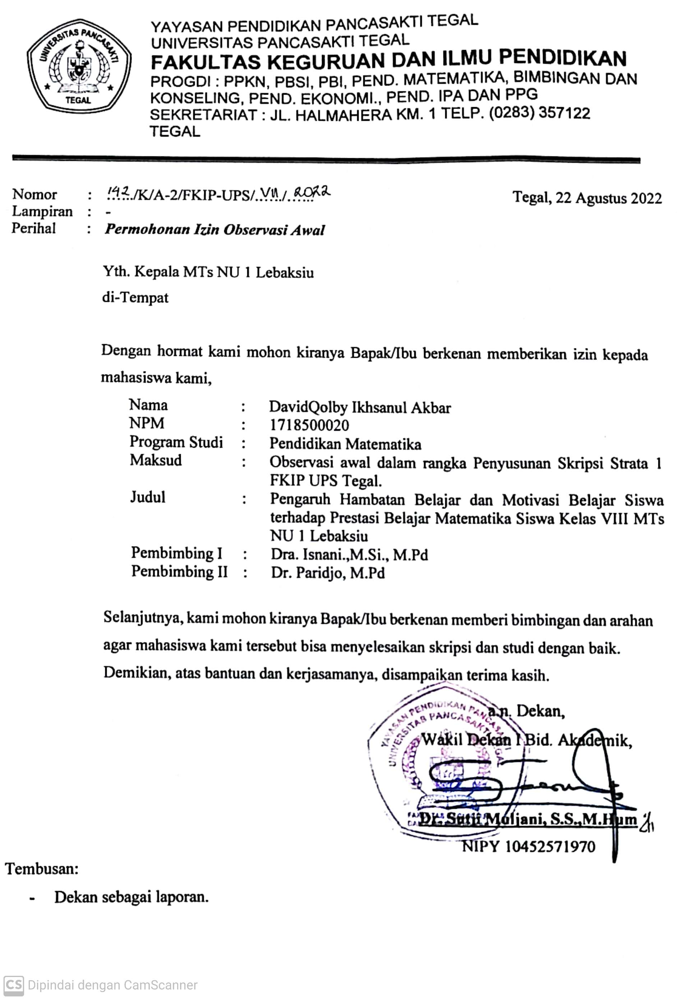 UNIVERSITAS PANCASAKTI
TEGAL
YAYASAN PENDIDIKAN PANCASAKTI TEGAL
UNIVERSITAS PANCASAKTI TEGAL
FAKULTAS KEGURUAN DAN ILMU PENDIDIKAN
PROGDI : PPKN, PBSI, PBI, PEND. MATEMATIKA, BIMBINGAN DAN
KONSELING, PEND. EKONOMI., PEND. IPA DAN PPG
SEKRETARIAT : JL. HALMAHERA KM. 1 TELP. (0283) 357122
TEGAL
Nomor : 142/K/A-2/FKIP-UPS/ VIII / 2022 Tegal, 22 Agustus 2022
Lampiran : -
Perihal : Permohonan Izin Observasi Awal
Yth. Kepala MTs NU 1 Lebaksiu
di-Tempat
Dengan hormat kami mohon kiranya Bapak/Ibu berkenan memberikan izin kepada
mahasiswa kami,
Nama : DavidQolby Ikhsanul Akbar
NPM : 1718500020
Program Studi : Pendidikan Matematika
Maksud : Observasi awal dalam rangka Penyusunan Skripsi Strata 1
FKIP UPS Tegal.
Judul : Pengaruh Hambatan Belajar dan Motivasi Belajar Siswa
terhadap Prestasi Belajar Matematika Siswa Kelas VIII MTs
NU 1 Lebaksiu
Pembimbing I : Dra. Isnani.,M.Si., M.Pd
Pembimbing II : Dr. Paridjo, M.Pd
Selanjutnya, kami mohon kiranya Bapak/Ibu berkenan memberi bimbingan dan arahan
agar mahasiswa kami tersebut bisa menyelesaikan skripsi dan studi dengan baik.
Demikian, atas bantuan dan kerjasamanya, disampaikan terima kasih.
YAYASAN PENDIDIKAN PANCASAKTI
UNIVERSITAS PANCASAKTI TEGAL
a.n. Dekan,
Wakil Dekan I Bid. Akademik,
Dr. Sutji Muljani, S.S.,M.Hum
NIPY 10452571970
Tembusan:
- Dekan sebagai laporan.
CS Dipindai dengan CamScanner